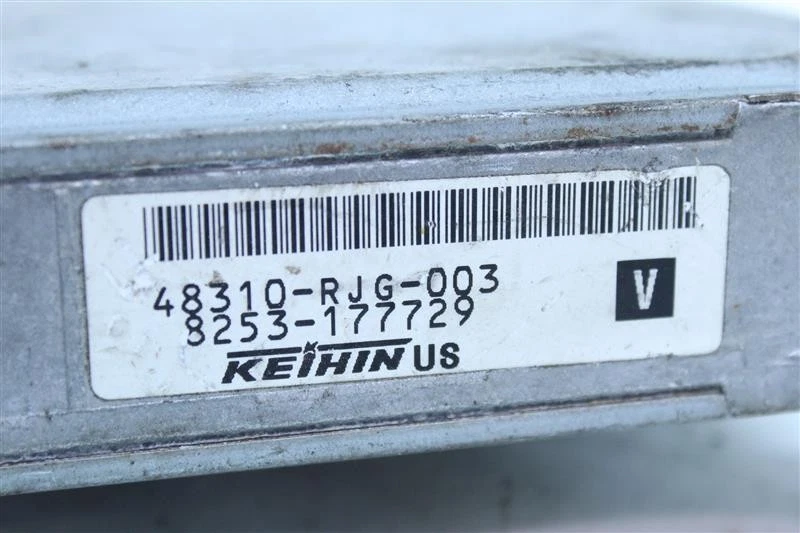 48310-RJG-003
8253-177729
V
KEIHIN US